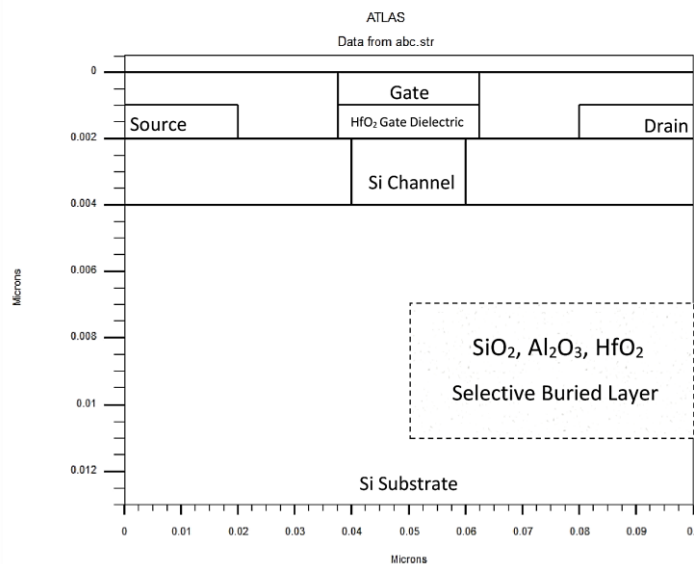 ATLAS
Data from abc.str
0
Gate
HfO₂ Gate Dielectric
Source
Drain
0.002
Si Channel
0.004
0.006
Microns
0.008
SiO₂, Al₂O₃, HfO₂
Selective Buried Layer
0.01
0.012
Si Substrate
0 0.01 0.02 0.03 0.04 0.05 0.06 0.07 0.08 0.09
Microns